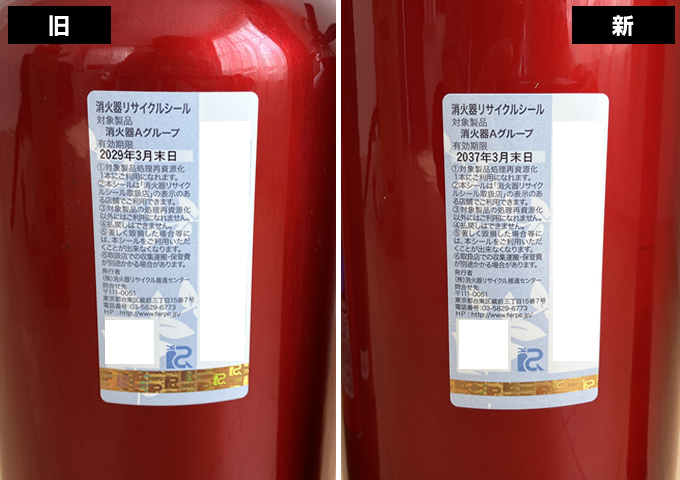 旧
消火器リサイクルシール
対象製品
消火器Aグループ
有効期限
2029年3月末日
①対象製品処理再資源化
1本にご利用になれます。
②本シールは「消火器リサイク
ルシール取扱店」の表示のあ
る店舗でご利用できます。
③対象製品の処理再資源化
以外にはご利用になれません。
④払戻しはできません。
⑤著しく毀損した場合等に
は、本シールをご利用いただ
くことが出来なくなります。
⑥取扱店での収集運搬・保管費
が別途かかる場合があります。
発行者
(株)消火器リサイクル推進センター
問合せ先
〒111-0051
東京都台東区蔵前三丁目15番7号
電話番号:03-5829-6773
HP:http://www.ferpc.jp/
新
消火器リサイクルシール
対象製品
消火器Aグループ
有効期限
2037年3月末日
①対象製品処理再資源化
1本にご利用になれます。
②本シールは「消火器リサイク
ルシール取扱店」の表示のあ
る店舗でご利用できます。
③対象製品の処理再資源化
以外にはご利用になれません。
④払戻しはできません。
⑤著しく毀損した場合等に
は、本シールをご利用いただ
くことが出来なくなります。
⑥取扱店での収集運搬・保管費
が別途かかる場合があります。
発行者
(株)消火器リサイクル推進センター
問合せ先
〒111-0051
東京都台東区蔵前三丁目15番7号
電話番号:03-5829-6773
HP:http://www.ferpc.jp/